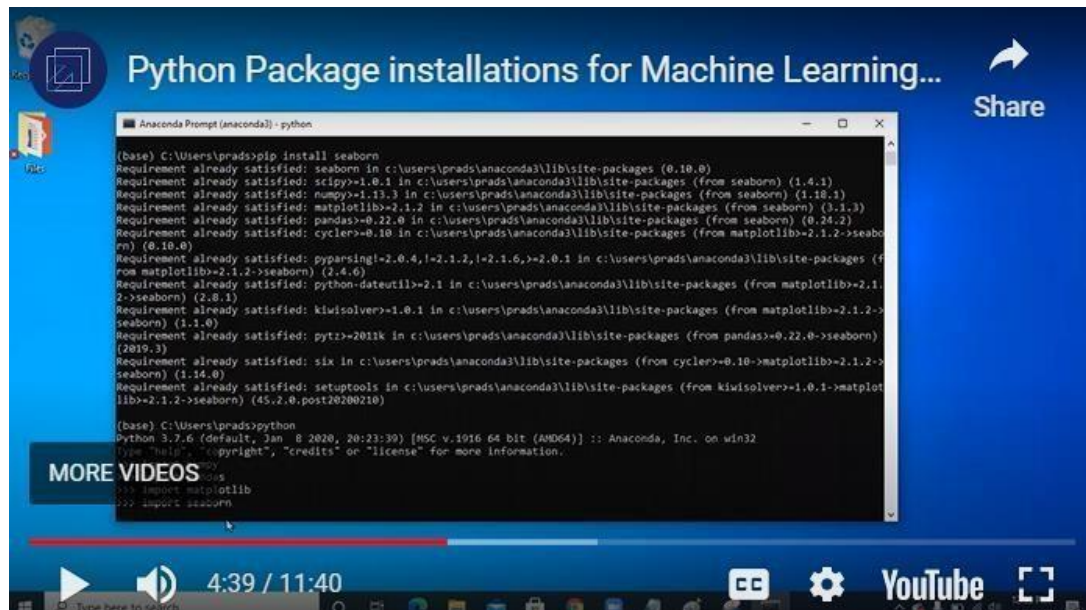 Python Package installations for Machine Learning...
Share
Files
Anaconda Prompt (anaconda3) - python
(base) C:\Users\prads>pip install seaborn
Requirement already satisfied: seaborn in c:\users\prads\anaconda3\lib\site-packages (0.10.0)
Requirement already satisfied: scipy>=1.0.1 in c:\users\prads\anaconda3\lib\site-packages (from seaborn) (1.4.1)
Requirement already satisfied: numpy>=1.13.3 in c:\users\prads\anaconda3\lib\site-packages (from seaborn) (1.18.1)
Requirement already satisfied: matplotlib>=2.1.2 in c:\users\prads\anaconda3\lib\site-packages (from seaborn) (3.1.3)
Requirement already satisfied: pandas>=0.22.0 in c:\users\prads\anaconda3\lib\site-packages (from seaborn) (0.24.2)
Requirement already satisfied: cycler>=0.10 in c:\users\prads\anaconda3\lib\site-packages (from matplotlib>=2.1.2->seabo
rn) (0.10.0)
Requirement already satisfied: pyparsing!=2.0.4,!=2.1.2,!=2.1.6,>=2.0.1 in c:\users\prads\anaconda3\lib\site-packages (f
rom matplotlib>=2.1.2->seaborn) (2.4.6)
Requirement already satisfied: python-dateutil>=2.1 in c:\users\prads\anaconda3\lib\site-packages (from matplotlib>=2.1.
2->seaborn) (2.8.1)
Requirement already satisfied: kiwisolver>=1.0.1 in c:\users\prads\anaconda3\lib\site-packages (from matplotlib>=2.1.2->
seaborn) (1.1.0)
Requirement already satisfied: pytz>=2011k in c:\users\prads\anaconda3\lib\site-packages (from pandas>=0.22.0->seaborn)
(2019.3)
Requirement already satisfied: six in c:\users\prads\anaconda3\lib\site-packages (from cycler>=0.10->matplotlib>=2.1.2->
seaborn) (1.14.0)
Requirement already satisfied: setuptools in c:\users\prads\anaconda3\lib\site-packages (from kiwisolver>=1.0.1->matplot
lib>=2.1.2->seaborn) (45.2.0.post20200210)
(base) C:\Users\prads>python
Python 3.7.6 (default, Jan 8 2020, 20:23:39) [MSC v.1916 64 bit (AMD64)] :: Anaconda, Inc. on win32
Type "help", "copyright", "credits" or "license" for more information.
MORE VIDEOS
>>> import matplotlib
>>> import seaborn
4:39 / 11:40
CC
YouTube
Type here to search